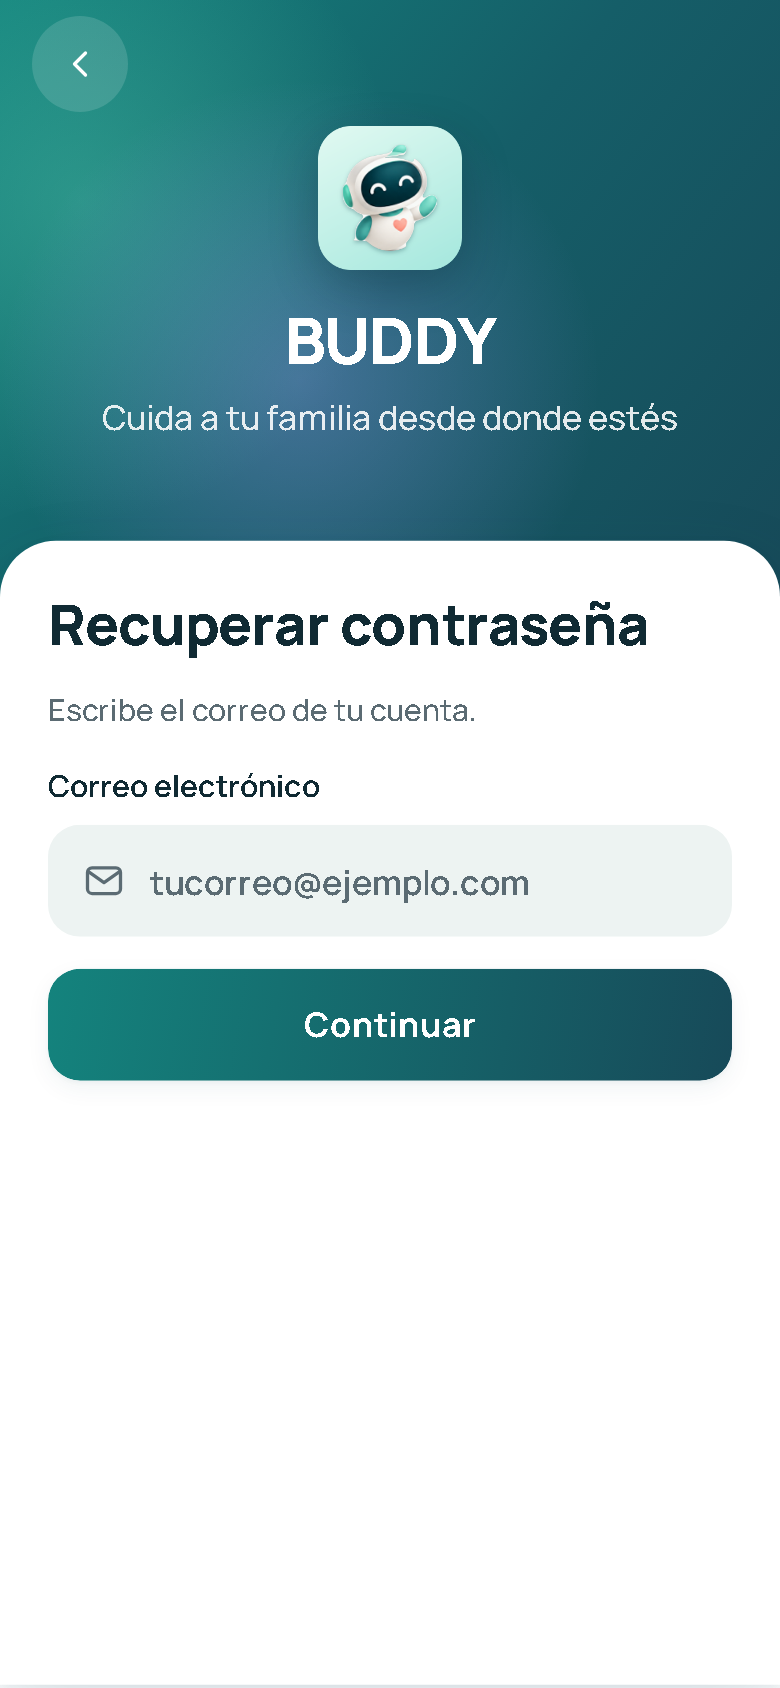 BUDDY
Cuida a tu familia desde donde estés
Recuperar contraseña
Escribe el correo de tu cuenta.
Correo electrónico
tucorreo@ejemplo.com
Continuar